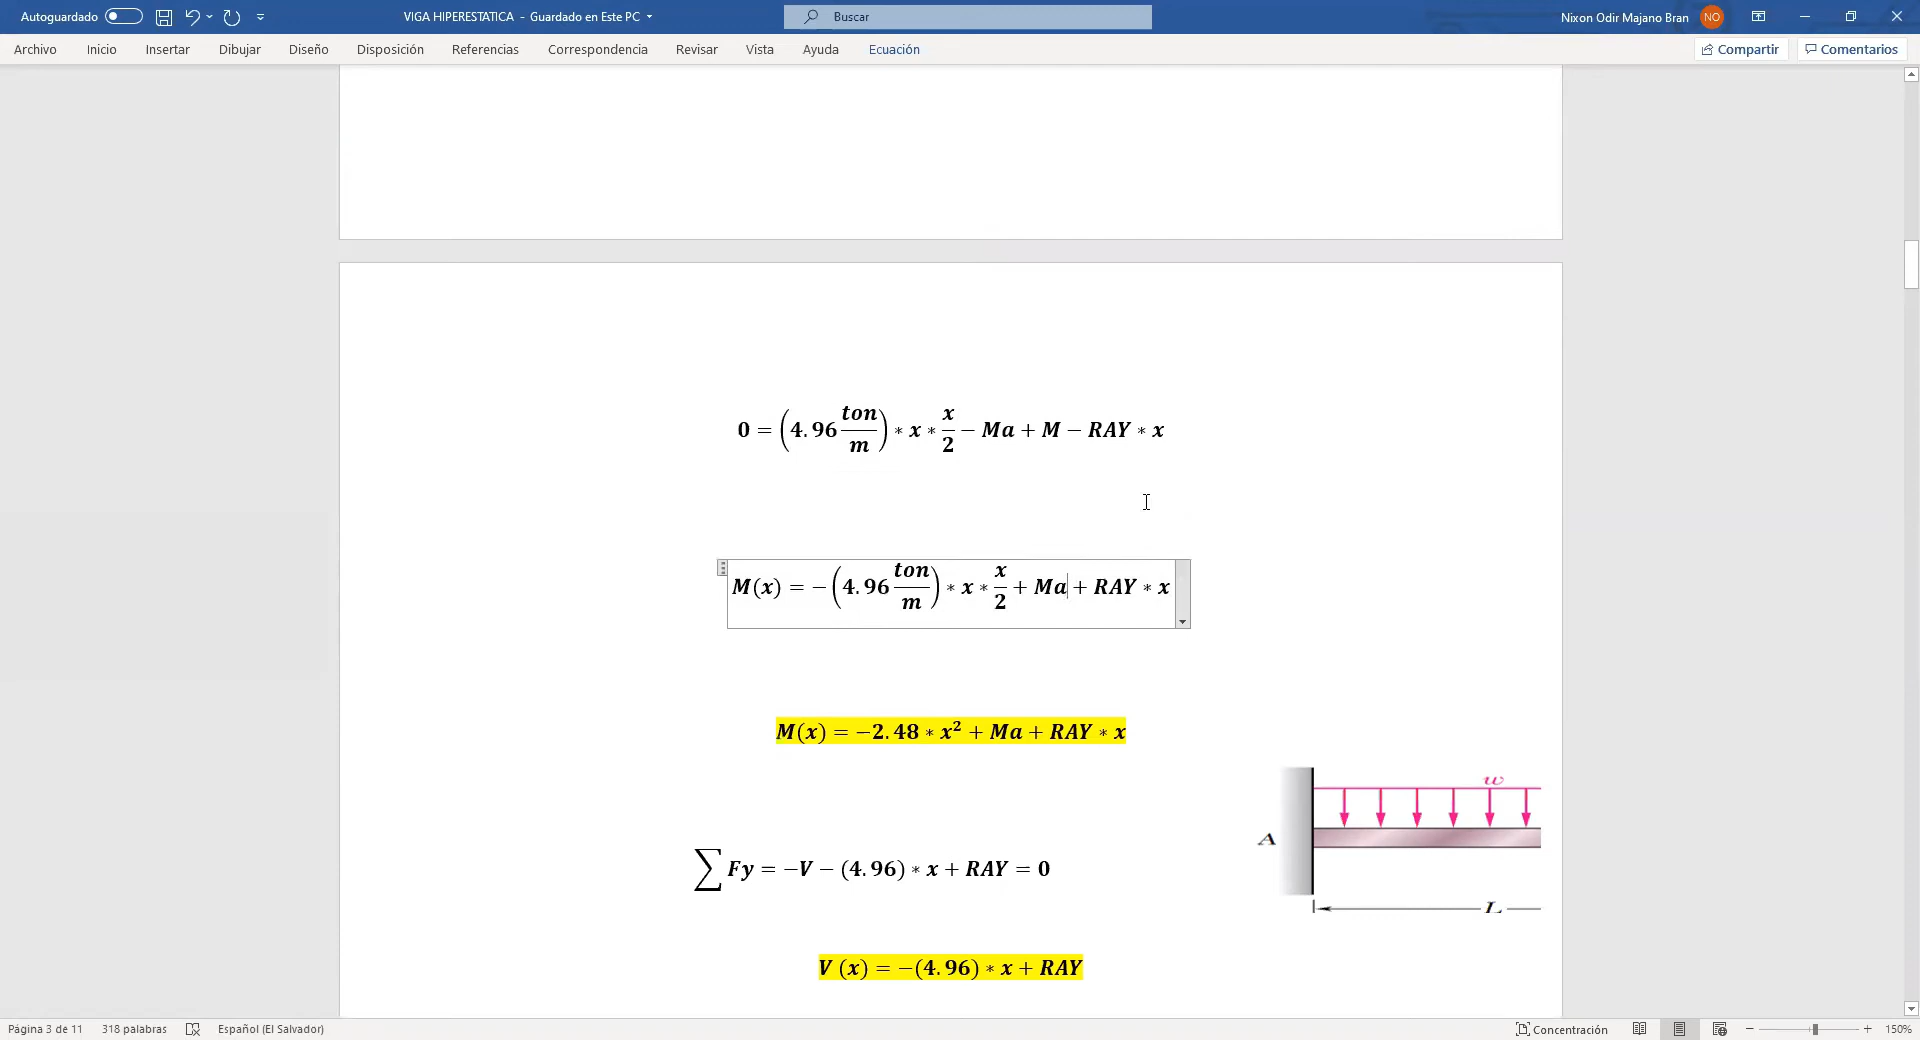 Autoguardado VIGA HIPERESTATICA - Guardado en Este PC Buscar Nixon Odir Majano Bran NO
Archivo Inicio Insertar Dibujar Diseño Disposición Referencias Correspondencia Revisar Vista Ayuda Ecuación Compartir Comentarios
0 = (4.96 ton/m) * x * x/2 − Ma + M − RAY * x
M(x) = −(4.96 ton/m) * x * x/2 + Ma + RAY * x
M(x) = −2.48 * x² + Ma + RAY * x
w
A
∑ Fy = −V − (4.96) * x + RAY = 0
L
V (x) = −(4.96) * x + RAY
Página 3 de 11 318 palabras Español (El Salvador) Concentración − + 150%